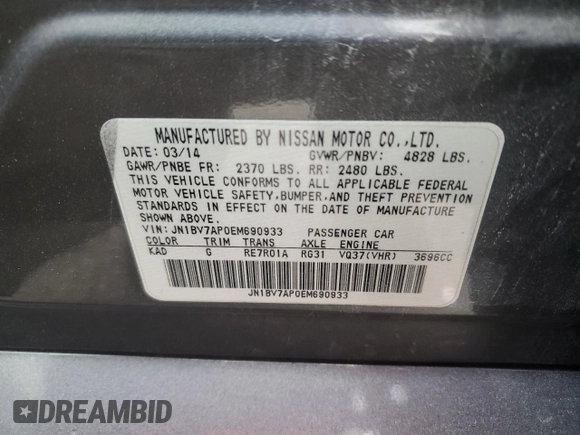 MANUFACTURED BY NISSAN MOTOR CO.,LTD.
DATE: 03/14 GVWR/PNBV: 4828 LBS.
GAWR/PNBE FR: 2370 LBS. RR: 2480 LBS.
THIS VEHICLE CONFORMS TO ALL APPLICABLE FEDERAL
MOTOR VEHICLE SAFETY, BUMPER, AND THEFT PREVENTION
STANDARDS IN EFFECT ON THE DATE OF MANUFACTURE
SHOWN ABOVE.
VIN: JN1BV7AP0EM690933 PASSENGER CAR
COLOR TRIM TRANS AXLE ENGINE
KAD G RE7R01A RG31 VQ37(VHR) 3696CC
JN1BV7AP0EM690933
DREAMBID